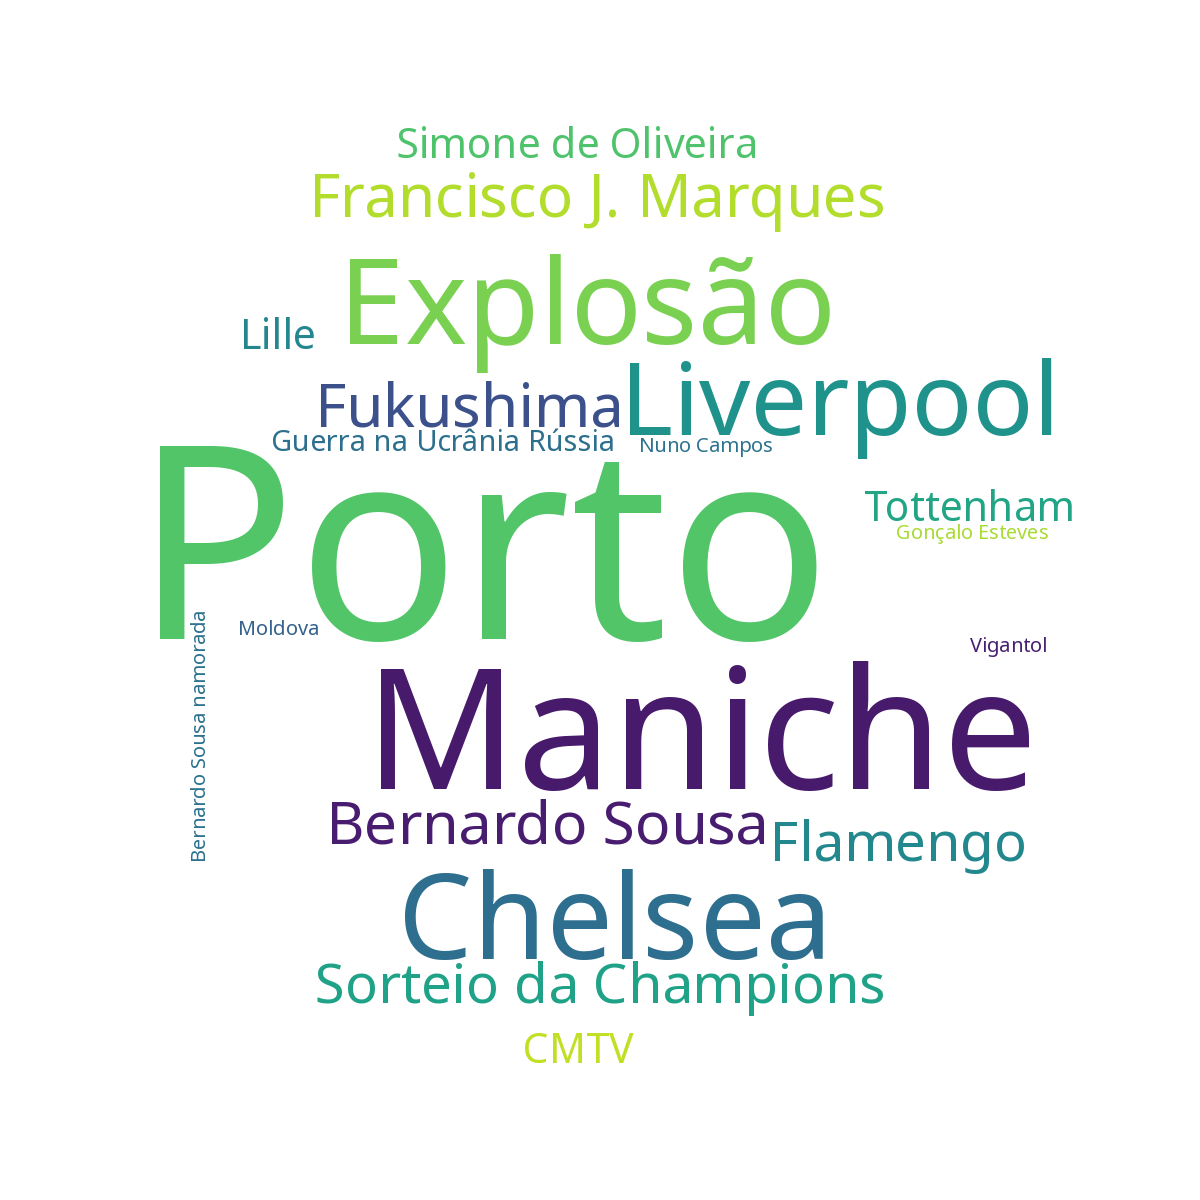 Simone de Oliveira
Francisco J. Marques
Explosão
Lille
Liverpool
Fukushima
Guerra na Ucrânia Rússia
Nuno Campos
Porto
Tottenham
Gonçalo Esteves
Moldova
Bernardo Sousa namorada
Vigantol
Maniche
Bernardo Sousa
Flamengo
Chelsea
Sorteio da Champions
CMTV